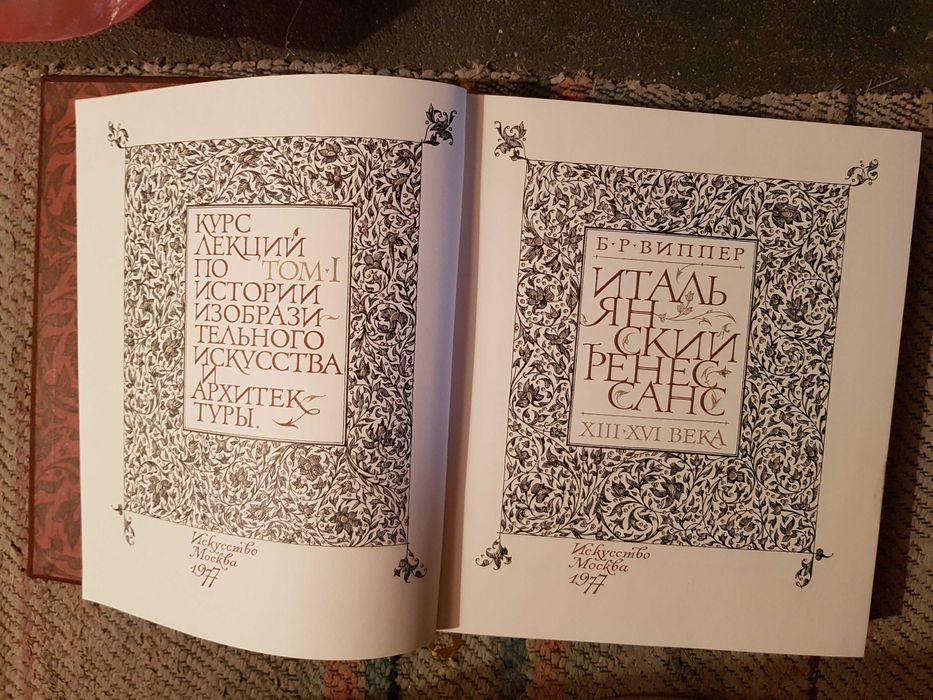 КУРС
ЛЕКЦИЙ
ПО ТОМ·I
ИСТОРИИ
ИЗОБРАЗИ-
ТЕЛЬНОГО
ИСКУССТВА
И
АРХИТЕК-
ТУРЫ.
Искусство
Москва
1977
Б·Р·ВИППЕР
ИТАЛЬ
ЯН
СКИЙ
РЕНЕС
САНС
XIII·XVI ВЕКА
Искусство
Москва
1977